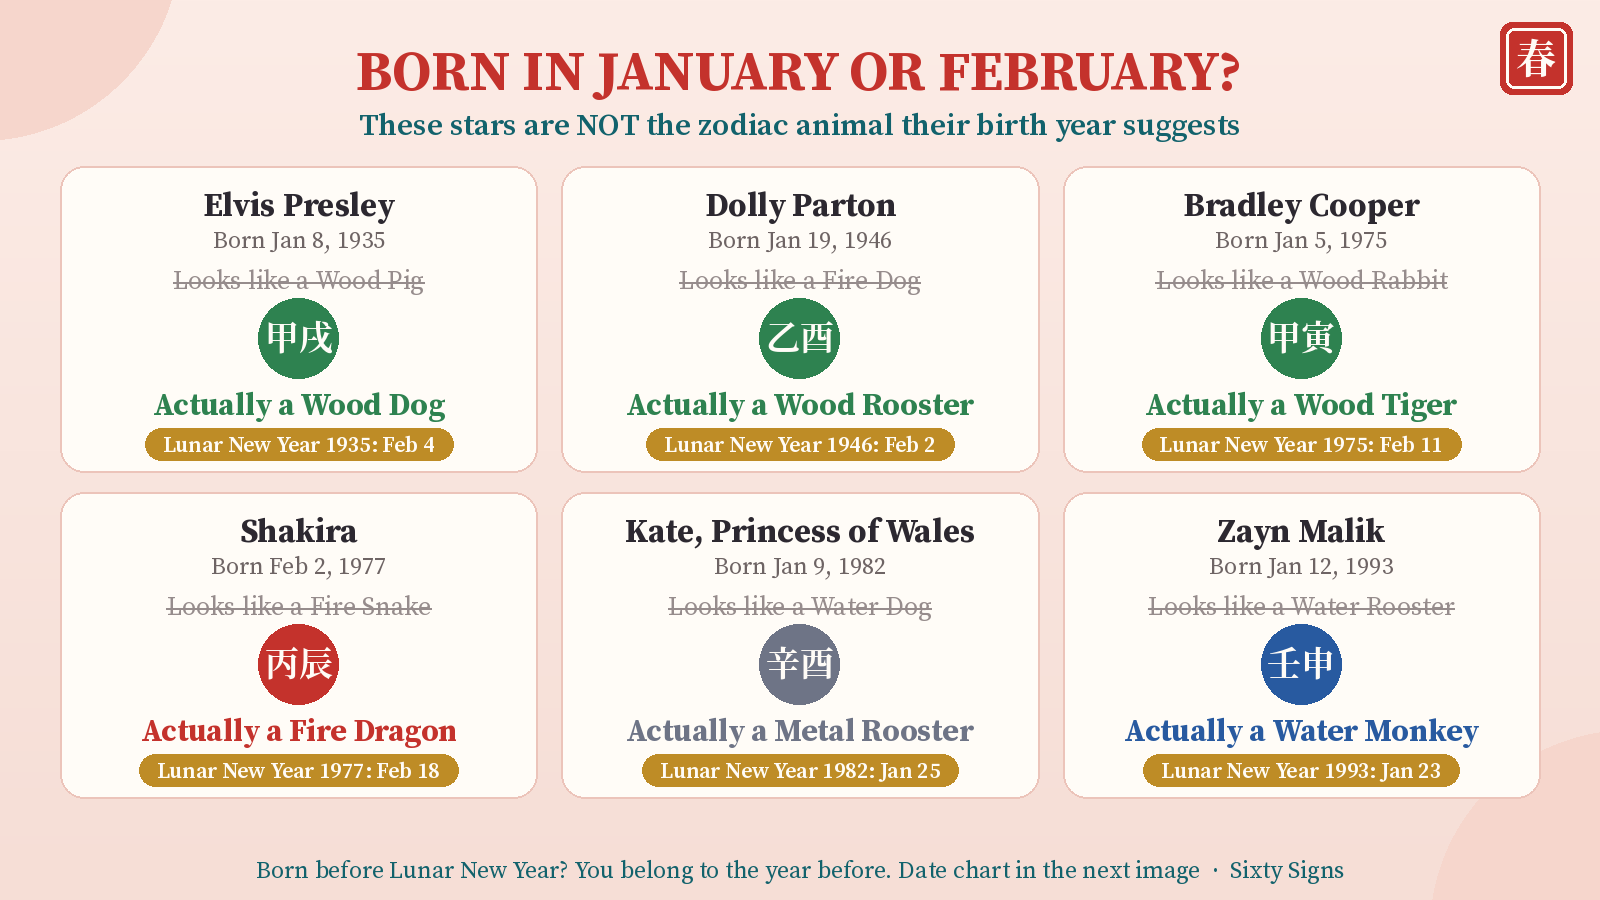 BORN IN JANUARY OR FEBRUARY?
春
These stars are NOT the zodiac animal their birth year suggests
Elvis Presley
Born Jan 8, 1935
Looks like a Wood Pig
甲戌
Actually a Wood Dog
Lunar New Year 1935: Feb 4
Dolly Parton
Born Jan 19, 1946
Looks like a Fire Dog
乙酉
Actually a Wood Rooster
Lunar New Year 1946: Feb 2
Bradley Cooper
Born Jan 5, 1975
Looks like a Wood Rabbit
甲寅
Actually a Wood Tiger
Lunar New Year 1975: Feb 11
Shakira
Born Feb 2, 1977
Looks like a Fire Snake
丙辰
Actually a Fire Dragon
Lunar New Year 1977: Feb 18
Kate, Princess of Wales
Born Jan 9, 1982
Looks like a Water Dog
辛酉
Actually a Metal Rooster
Lunar New Year 1982: Jan 25
Zayn Malik
Born Jan 12, 1993
Looks like a Water Rooster
壬申
Actually a Water Monkey
Lunar New Year 1993: Jan 23
Born before Lunar New Year? You belong to the year before. Date chart in the next image · Sixty Signs